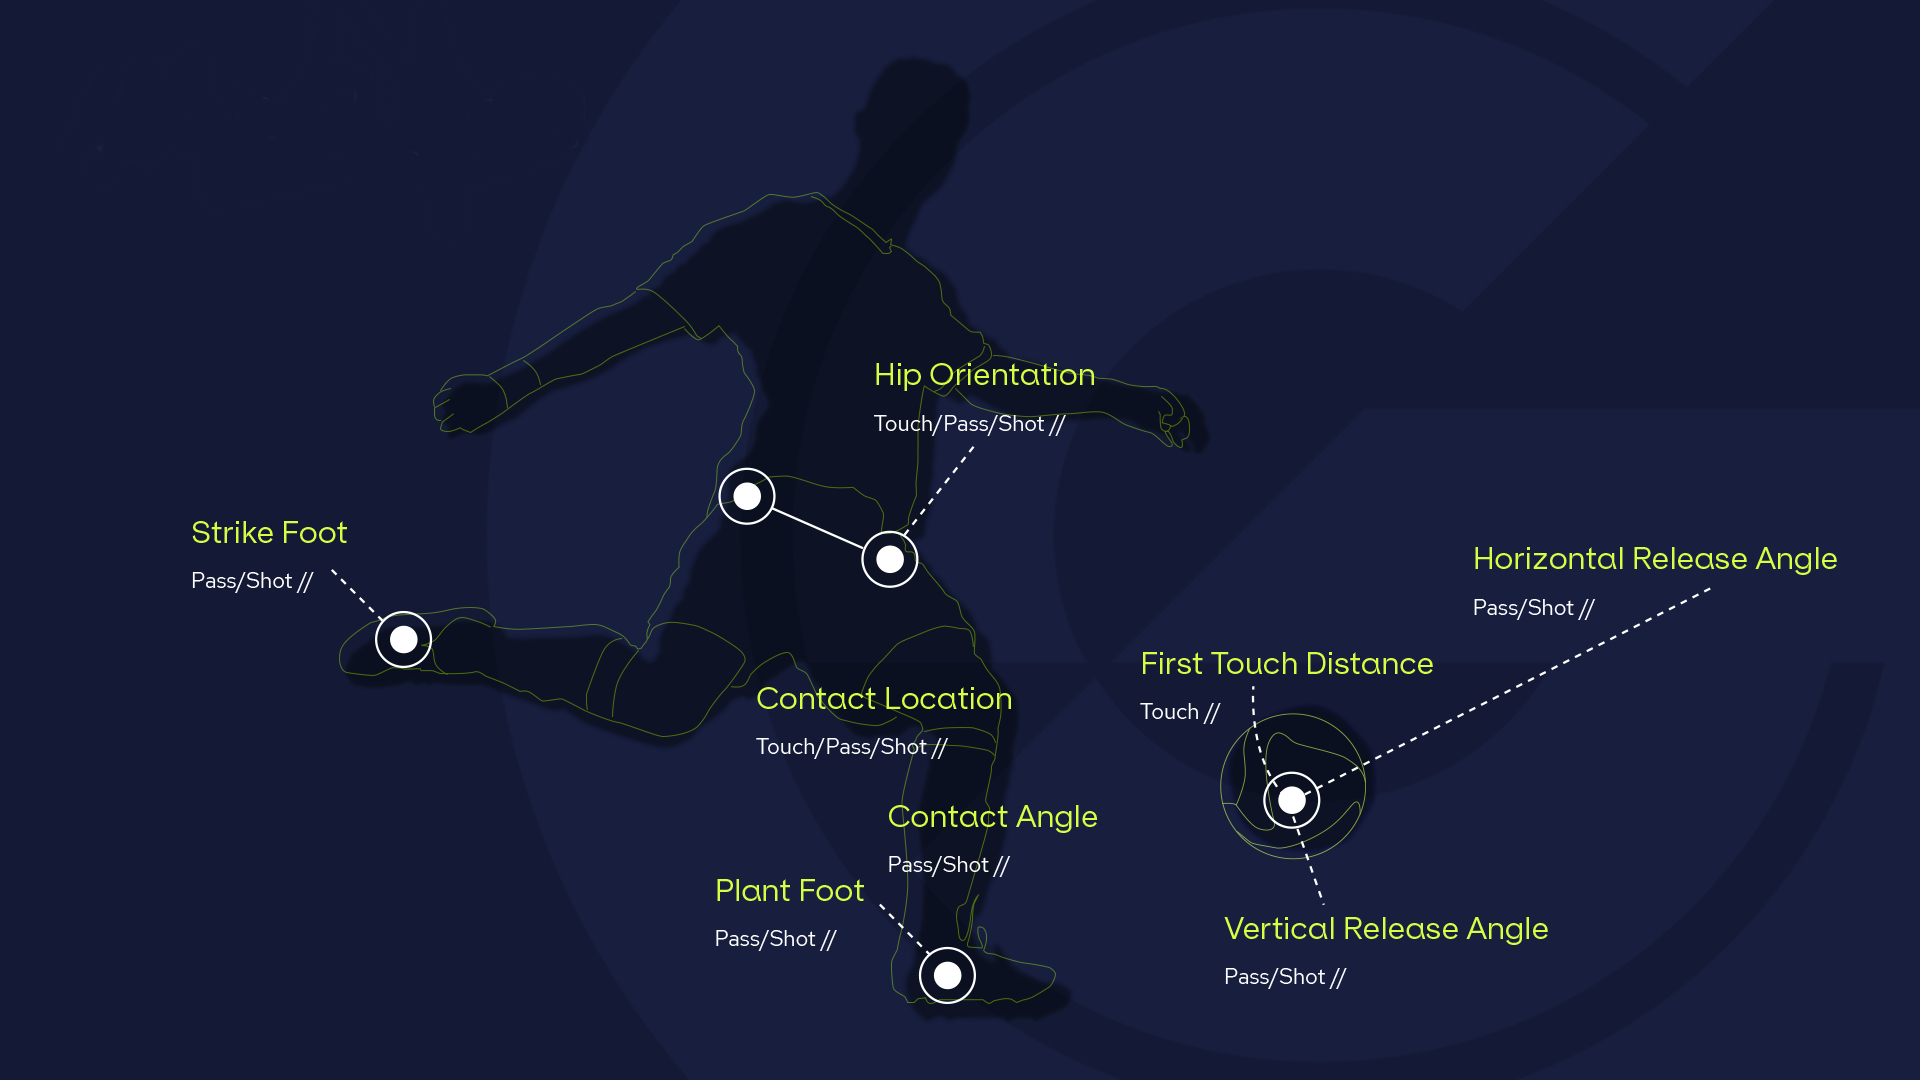 Hip Orientation
Touch/Pass/Shot //
Strike Foot
Pass/Shot //
Horizontal Release Angle
Pass/Shot //
First Touch Distance
Touch //
Contact Location
Touch/Pass/Shot //
Contact Angle
Pass/Shot //
Plant Foot
Pass/Shot //
Vertical Release Angle
Pass/Shot //